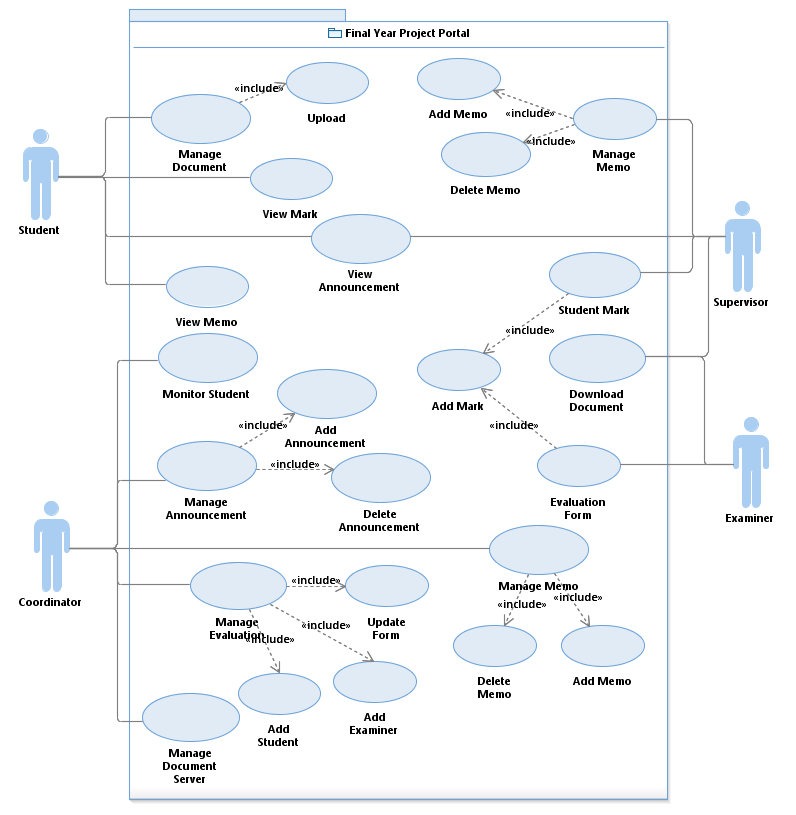 Final Year Project Portal
«include»
Upload
Add Memo
«include»
Manage
Document
«include»
Manage
Memo
Delete Memo
Student
View Mark
View
Announcement
Supervisor
Student Mark
View Memo
«include»
Monitor Student
Add Mark
Download
Document
Add
Announcement
«include»
«include»
«include»
Manage
Announcement
Delete
Announcement
Evaluation
Form
Examiner
Coordinator
Manage Memo
«include»
«include»
«include»
Manage
Evaluation
Update
Form
«include»
«include»
Delete
Memo
Add Memo
Add
Student
Add
Examiner
Manage
Document
Server